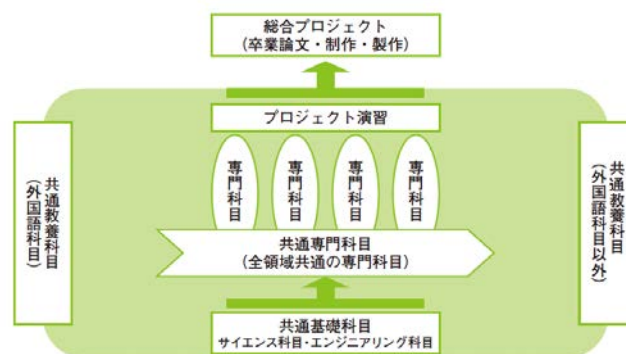 総合プロジェクト
(卒業論文・制作・製作)
プロジェクト演習
共通教養科目
(外国語科目)
専門科目
専門科目
専門科目
専門科目
共通教養科目
(外国語科目以外)
共通専門科目
(全領域共通の専門科目)
共通基礎科目
サイエンス科目・エンジニアリング科目